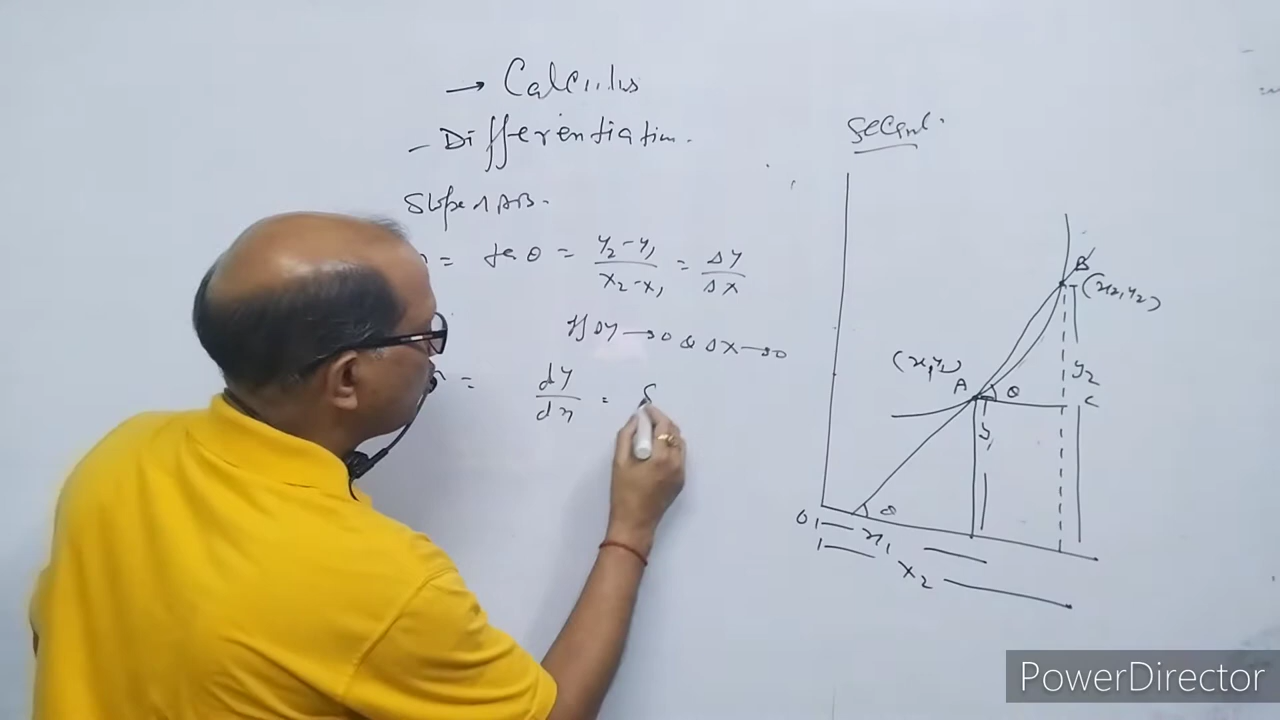 → Calculus
- Differentiation.
Slope of AB.
= tan θ = y₂-y₁ / x₂-x₁ = Δy / Δx
If Δy → 0 & Δx → 0
= dy / dx = S
Secant.
B
(x₂, y₂)
(x₁ y₁)
A θ
y₂
C
y₁
θ
O
x₁
x₂
PowerDirector